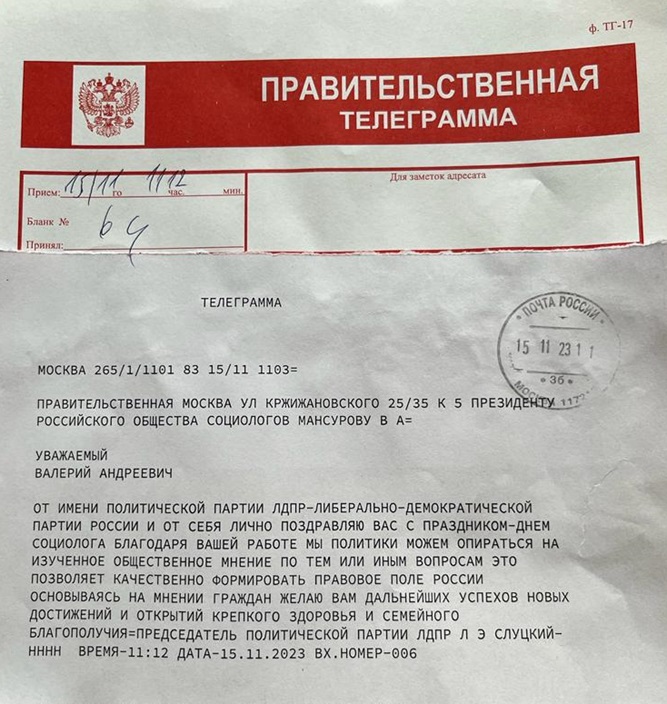 ф. ТГ-17
ПРАВИТЕЛЬСТВЕННАЯ
ТЕЛЕГРАММА
Прием: 15/11 го 11 12 час. мин.
Бланк №
Принял:
Для заметок адресата
ТЕЛЕГРАММА
ПОЧТА РОССИИ
15 11 23 1 1
36
МОСКВА
МОСКВА 265/1/1101 83 15/11 1103=
ПРАВИТЕЛЬСТВЕННАЯ МОСКВА УЛ КРЖИЖАНОВСКОГО 25/35 К 5 ПРЕЗИДЕНТУ
РОССИЙСКОГО ОБЩЕСТВА СОЦИОЛОГОВ МАНСУРОВУ В А=
УВАЖАЕМЫЙ
ВАЛЕРИЙ АНДРЕЕВИЧ
ОТ ИМЕНИ ПОЛИТИЧЕСКОЙ ПАРТИИ ЛДПР-ЛИБЕРАЛЬНО-ДЕМОКРАТИЧЕСКОЙ
ПАРТИИ РОССИИ И ОТ СЕБЯ ЛИЧНО ПОЗДРАВЛЯЮ ВАС С ПРАЗДНИКОМ-ДНЕМ
СОЦИОЛОГА БЛАГОДАРЯ ВАШЕЙ РАБОТЕ МЫ ПОЛИТИКИ МОЖЕМ ОПИРАТЬСЯ НА
ИЗУЧЕННОЕ ОБЩЕСТВЕННОЕ МНЕНИЕ ПО ТЕМ ИЛИ ИНЫМ ВОПРОСАМ ЭТО
ПОЗВОЛЯЕТ КАЧЕСТВЕННО ФОРМИРОВАТЬ ПРАВОВОЕ ПОЛЕ РОССИИ
ОСНОВЫВАЯСЬ НА МНЕНИИ ГРАЖДАН ЖЕЛАЮ ВАМ ДАЛЬНЕЙШИХ УСПЕХОВ НОВЫХ
ДОСТИЖЕНИЙ И ОТКРЫТИЙ КРЕПКОГО ЗДОРОВЬЯ И СЕМЕЙНОГО
БЛАГОПОЛУЧИЯ=ПРЕДСЕДАТЕЛЬ ПОЛИТИЧЕСКОЙ ПАРТИИ ЛДПР Л Э СЛУЦКИЙ-
НННН ВРЕМЯ-11:12 ДАТА-15.11.2023 ВХ.НОМЕР-006